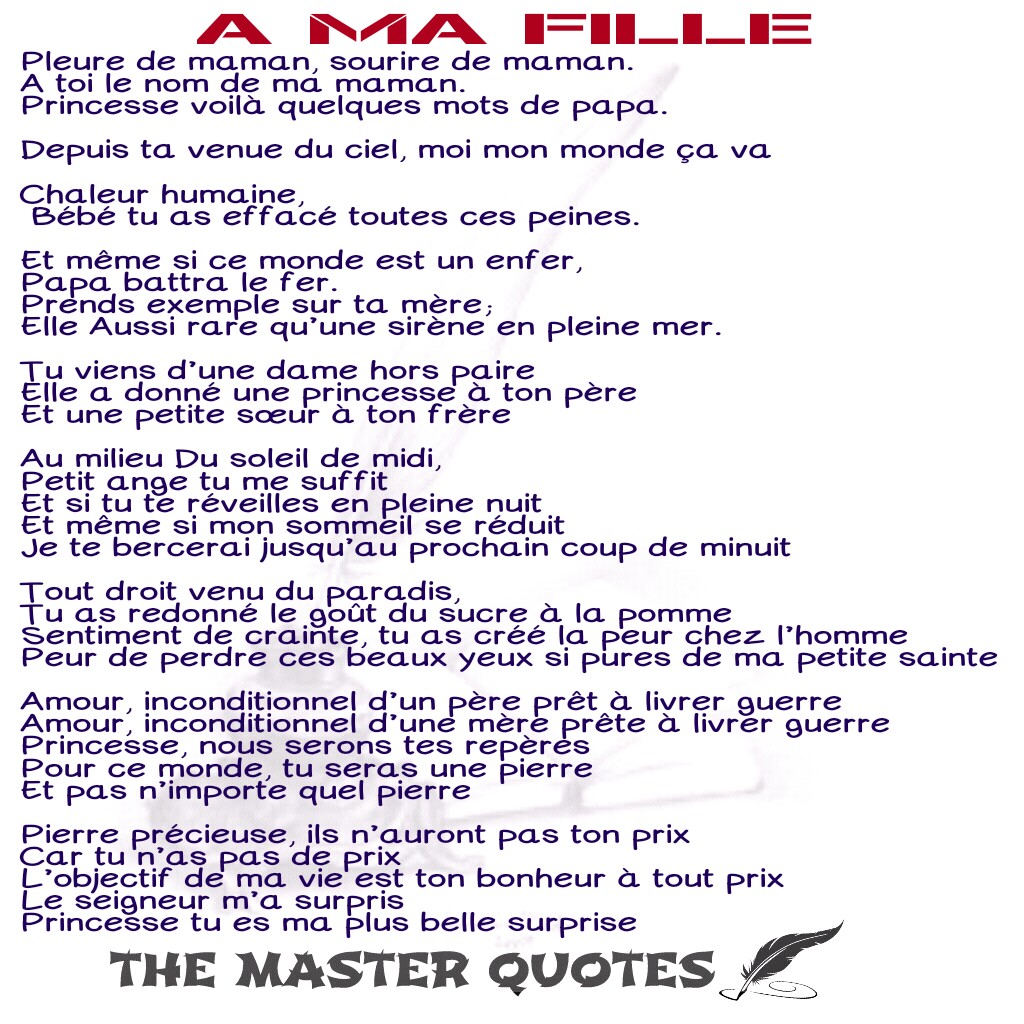 A MA FILLE
Pleure de maman, sourire de maman.
A toi le nom de ma maman.
Princesse voilà quelques mots de papa.
Depuis ta venue du ciel, moi mon monde ça va
Chaleur humaine,
Bébé tu as effacé toutes ces peines.
Et même si ce monde est un enfer,
Papa battra le fer.
Prends exemple sur ta mère;
Elle Aussi rare qu'une sirène en pleine mer.
Tu viens d'une dame hors paire
Elle a donné une princesse à ton père
Et une petite sœur à ton frère
Au milieu Du soleil de midi,
Petit ange tu me suffit
Et si tu te réveilles en pleine nuit
Et même si mon sommeil se réduit
Je te bercerai jusqu'au prochain coup de minuit
Tout droit venu du paradis,
Tu as redonné le goût du sucre à la pomme
Sentiment de crainte, tu as créé la peur chez l'homme
Peur de perdre ces beaux yeux si pures de ma petite sainte
Amour, inconditionnel d'un père prêt à livrer guerre
Amour, inconditionnel d'une mère prête à livrer guerre
Princesse, nous serons tes repères
Pour ce monde, tu seras une pierre
Et pas n'importe quel pierre
Pierre précieuse, ils n'auront pas ton prix
Car tu n'as pas de prix
L'objectif de ma vie est ton bonheur à tout prix
Le seigneur m'a surpris
Princesse tu es ma plus belle surprise
THE MASTER QUOTES